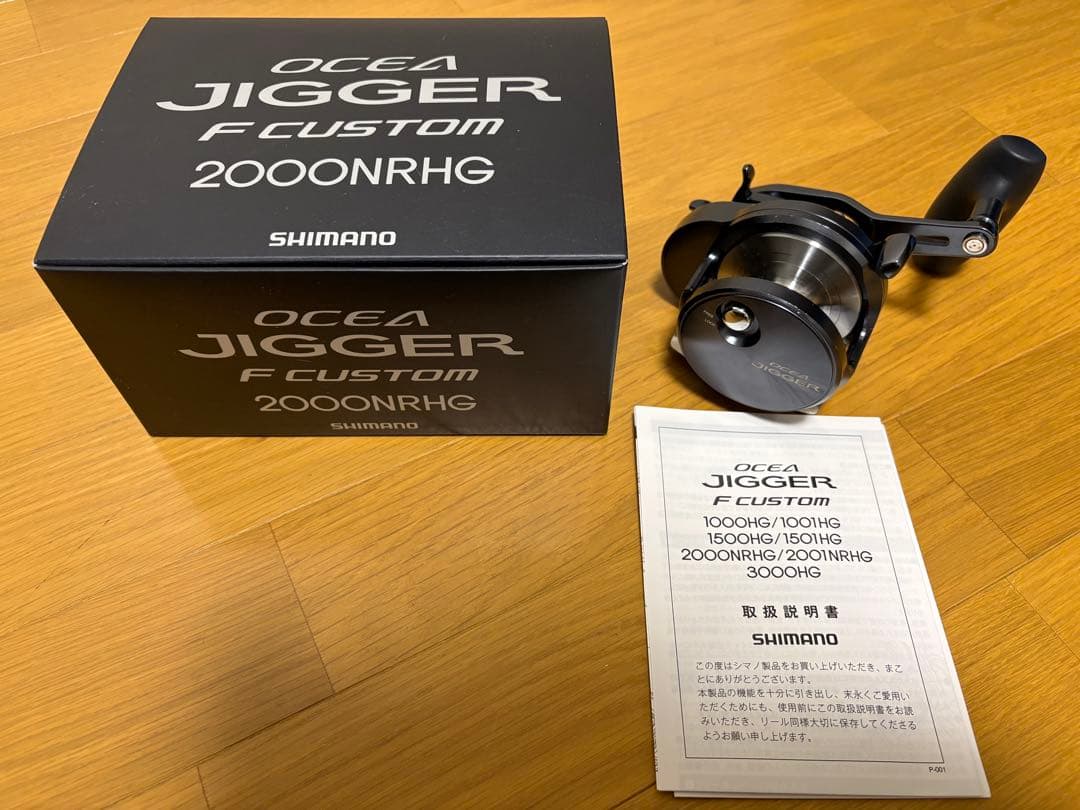 OCEA
JIGGER
F CUSTOM
2000NRHG
SHIMANO
OCEA
JIGGER
F CUSTOM
2000NRHG
SHIMANO
FREE
LOCK
OCEA
JIGGER
OCEA
JIGGER
F CUSTOM
1000HG/1001HG
1500HG/1501HG
2000NRHG/2001NRHG
3000HG
取扱説明書
SHIMANO
この度はシマノ製品をお買い上げいただき、まこ
とにありがとうございます。
本製品の機能を十分に引き出し、末永くご愛用い
ただくためにも、使用前にこの取扱説明書をお読
みいただき、リール同様大切に保存してくださる
ようお願い申し上げます。
P-001